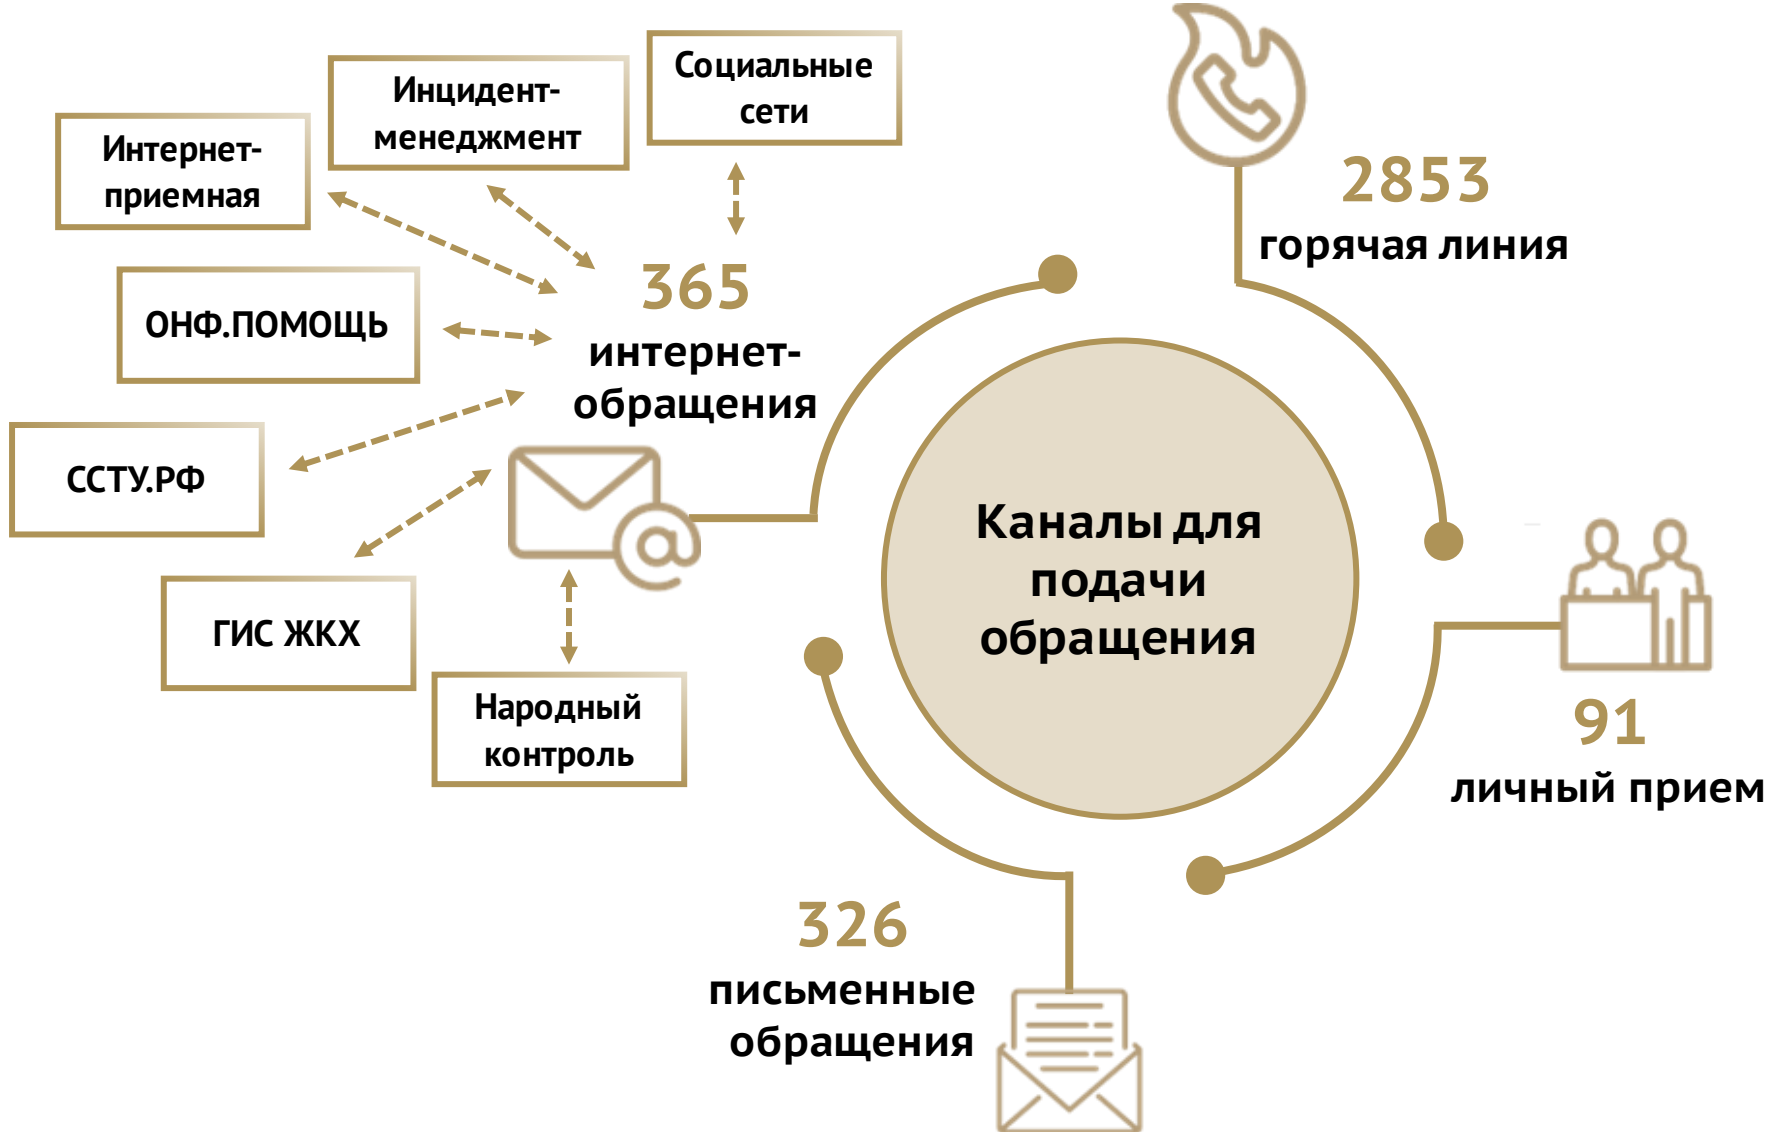 Социальные
сети
Инцидент-
менеджмент
Интернет-
приемная
ОНФ.ПОМОЩЬ
ССТУ.РФ
ГИС ЖКХ
Народный
контроль
365
интернет-
обращения
2853
горячая линия
Каналы для
подачи
обращения
91
личный прием
326
письменные
обращения